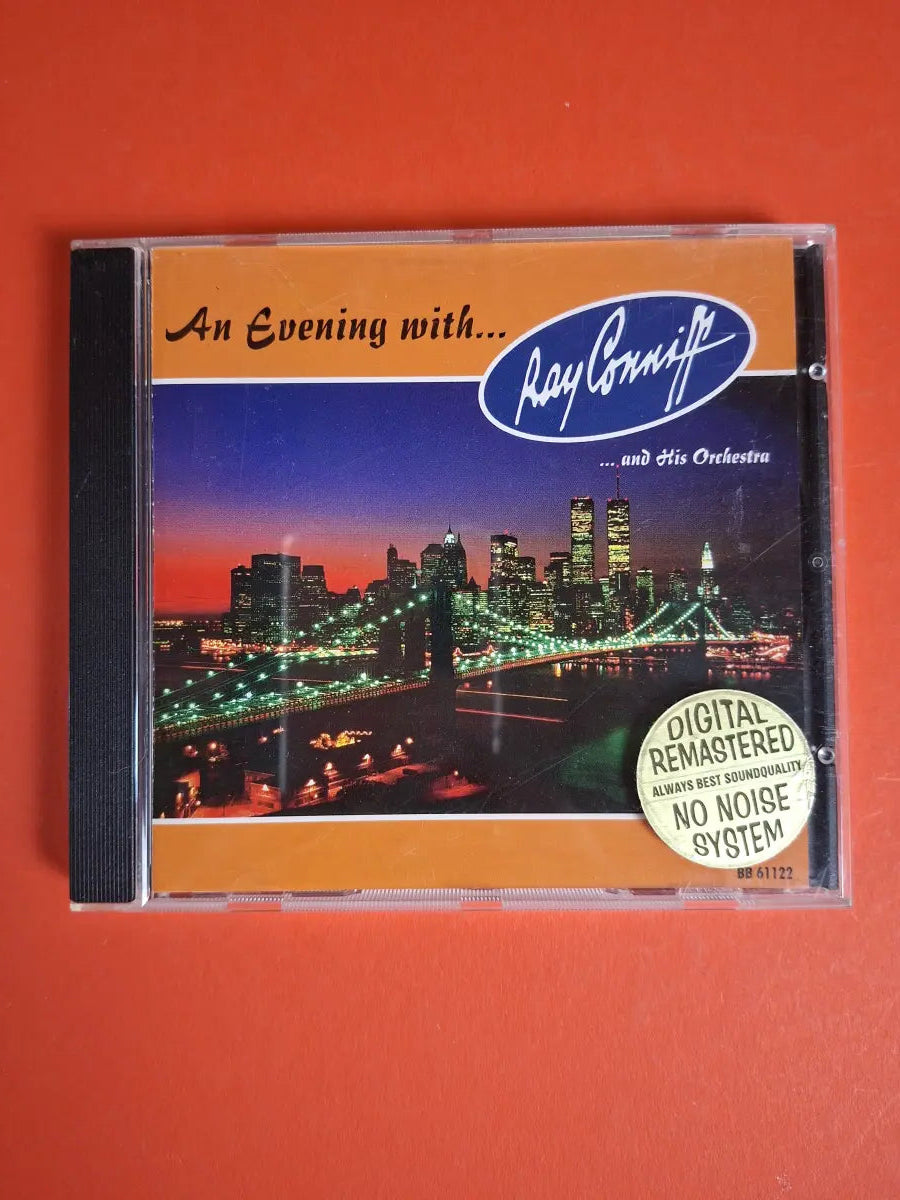 An Evening with...
Ray Conniff
...and His Orchestra
DIGITAL
REMASTERED
ALWAYS BEST SOUNDQUALITY
NO NOISE
SYSTEM
BB 61122